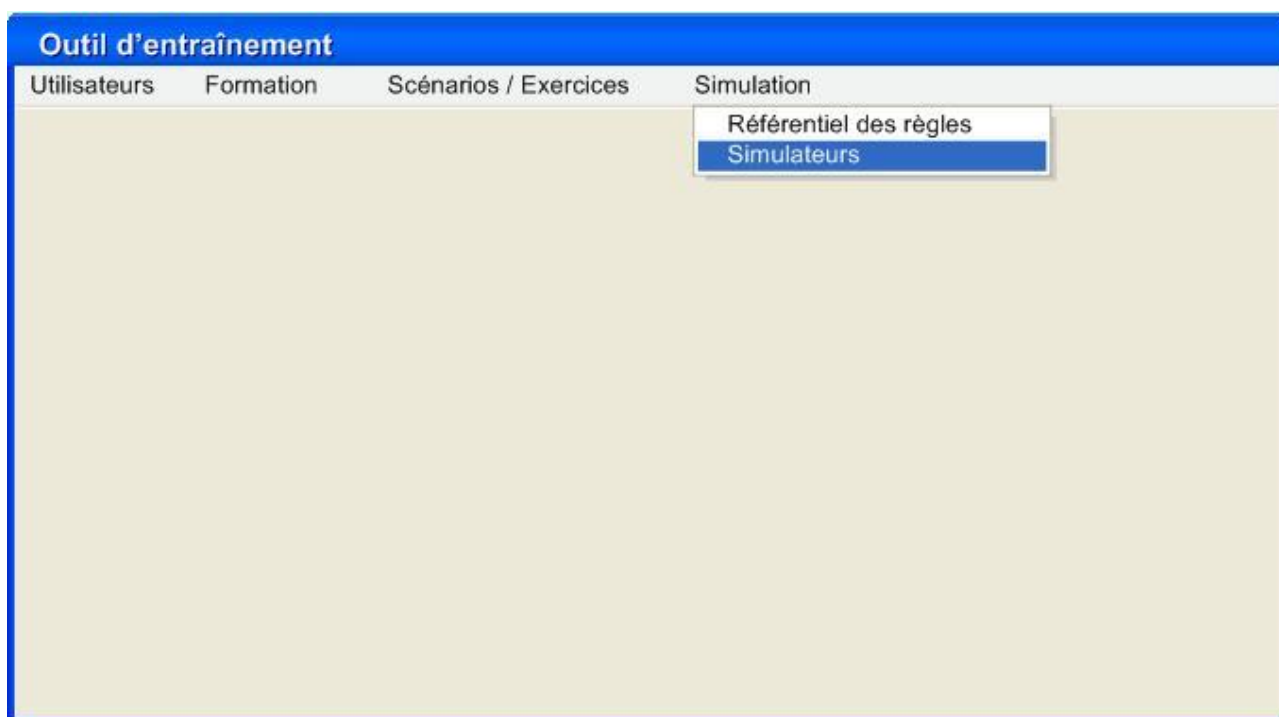 Outil d’entraînement
Utilisateurs Formation Scénarios / Exercices Simulation
Référentiel des règles
Simulateurs